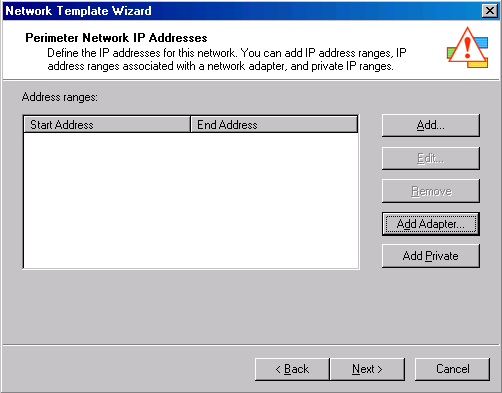 Network Template Wizard
Perimeter Network IP Addresses
Define the IP addresses for this network. You can add IP address ranges, IP
address ranges associated with a network adapter, and private IP ranges.
Address ranges:
Start Address End Address
Add...
Edit...
Remove
Add Adapter...
Add Private
< Back Next > Cancel